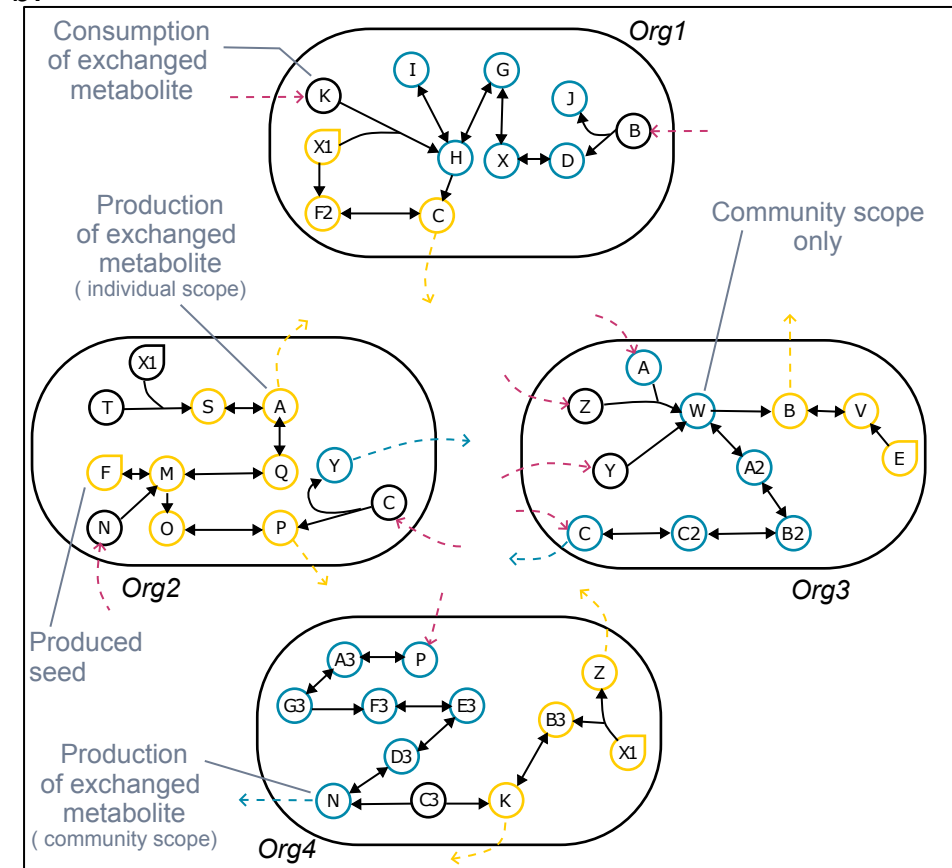 Consumption
of exchanged
metabolite
Org1
K
I
G
J
B
X1
H
X
D
F2
C
Production
of exchanged
metabolite
( individual scope)
Community scope
only
X1
T
S
A
F
M
Q
Y
N
O
P
C
Org2
Produced
seed
A
Z
W
B
V
Y
A2
E
C
C2
B2
Org3
A3
P
G3
F3
E3
B3
Z
D3
X1
N
C3
K
Org4
Production
of exchanged
metabolite
( community scope)